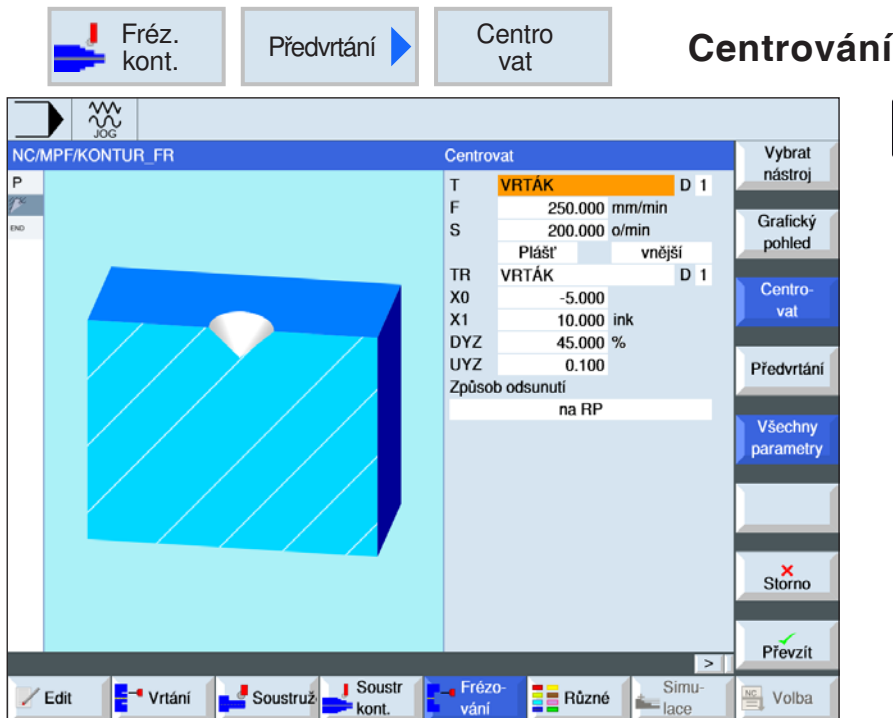 Fréz.
kont.
Předvrtání
Centro
vat
Centrování
JOG
NC/MPF/KONTUR_FR
Centrovat
P
END
T VRTÁK D 1
F 250.000 mm/min
S 200.000 o/min
Plášť vnější
TR VRTÁK D 1
X0 -5.000
X1 10.000 ink
DYZ 45.000 %
UYZ 0.100
Způsob odsunutí
na RP
Vybrat
nástroj
Grafický
pohled
Centro-
vat
Předvrtání
Všechny
parametry
Storno
Převzít
>
Edit
Vrtání
Soustruž
Soustr
kont.
Frézo-
vání
Různé
Simu-
lace
NC
Volba